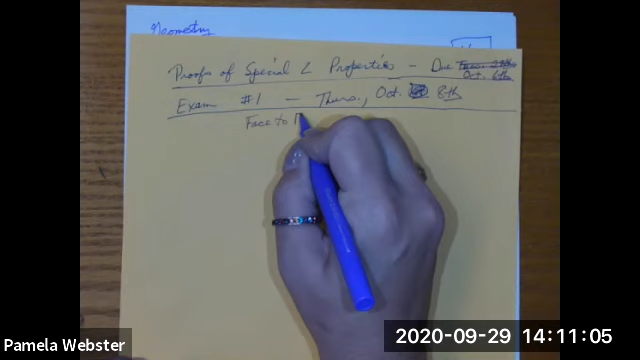 Geometry
Proofs of Special L Properties - Due
Oct. 6th
Exam #1 - Thurs., Oct. 8th
Face to
Pamela Webster
2020-09-29 14:11:05